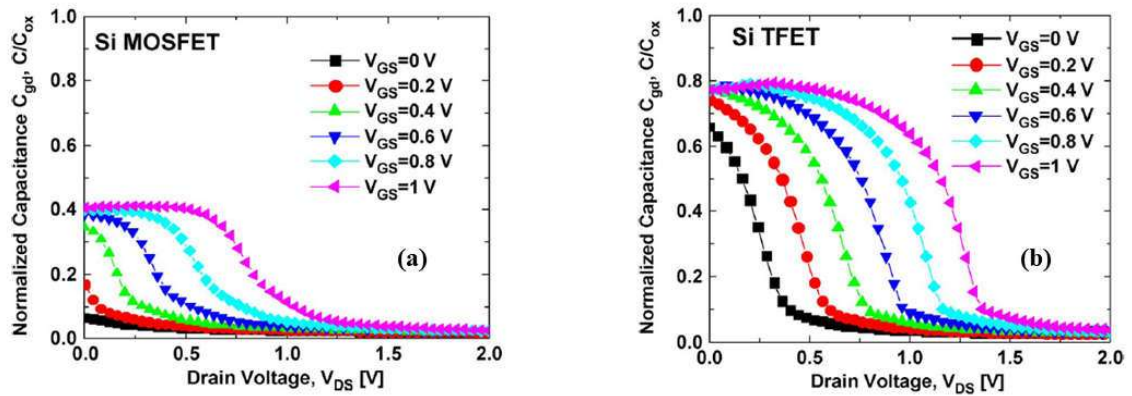 Si MOSFET
V_GS=0 V
V_GS=0.2 V
V_GS=0.4 V
V_GS=0.6 V
V_GS=0.8 V
V_GS=1 V
(a)
Normalized Capacitance C_gd, C/C_ox
1.0
0.8
0.6
0.4
0.2
0.0
0.0 0.5 1.0 1.5 2.0
Drain Voltage, V_DS [V]
Si TFET
V_GS=0 V
V_GS=0.2 V
V_GS=0.4 V
V_GS=0.6 V
V_GS=0.8 V
V_GS=1 V
(b)
Normalized Capacitance C_gd, C/C_ox
1.0
0.8
0.6
0.4
0.2
0.0
0.0 0.5 1.0 1.5 2.0
Drain Voltage, V_DS [V]